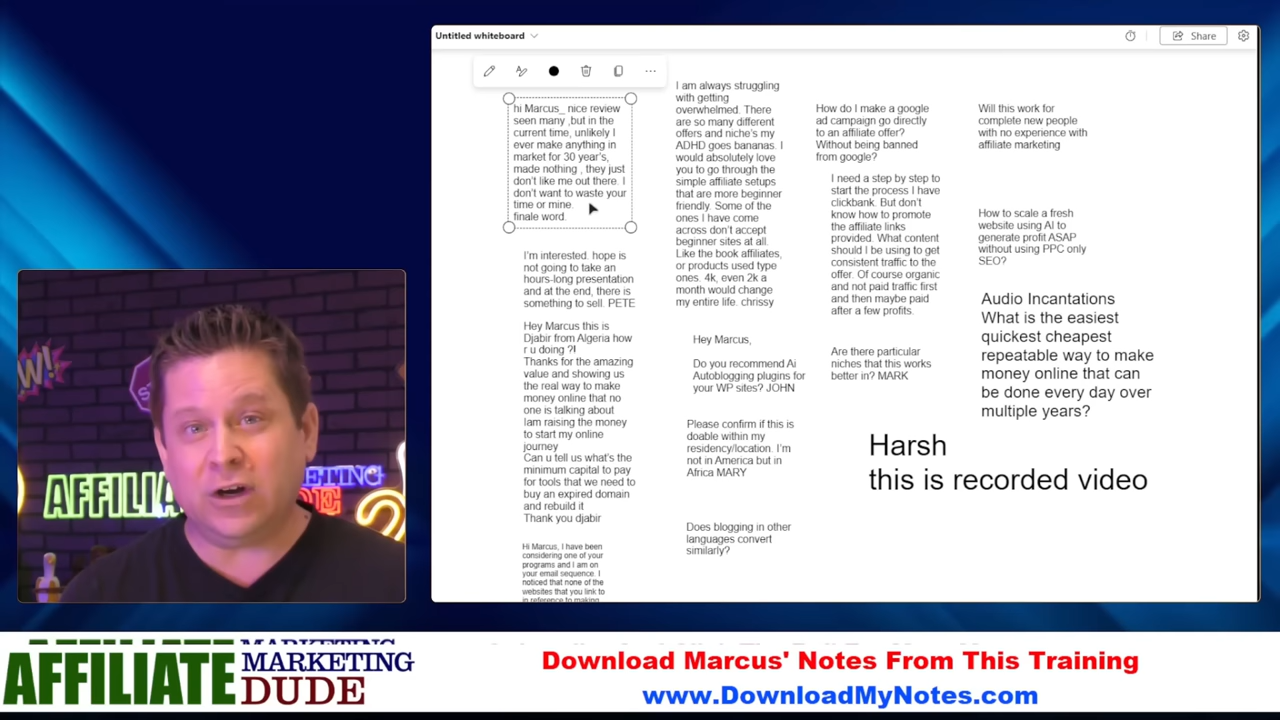 Untitled whiteboard
Share
hi Marcus_ nice review
seen many ,but in the
current time, unlikely I
ever make anything in
market for 30 year's,
made nothing , they just
don't like me out there. I
don't want to waste your
time or mine.
finale word.
I'm interested. hope is
not going to take an
hours-long presentation
and at the end, there is
something to sell. PETE
Hey Marcus this is
Djabir from Algeria how
r u doing ?!
Thanks for the amazing
value and showing us
the real way to make
money online that no
one is talking about
Iam raising the money
to start my online
journey
Can u tell us what's the
minimum capital to pay
for tools that we need to
buy an expired domain
and rebuild it
Thank you djabir
Hi Marcus, I have been
considering one of your
programs and I am on
your email sequence. I
noticed that none of the
websites that you link to
in reference to making
I am always struggling
with getting
overwhelmed. There
are so many different
offers and niche's my
ADHD goes bananas. I
would absolutely love
you to go through the
simple affiliate setups
that are more beginner
friendly. Some of the
ones I have come
across don't accept
beginner sites at all.
Like the book affiliates,
or products used type
ones. 4k, even 2k a
month would change
my entire life. chrissy
Hey Marcus,
Do you recommend Ai
Autoblogging plugins for
your WP sites? JOHN
Please confirm if this is
doable within my
residency/location. I'm
not in America but in
Africa MARY
Does blogging in other
languages convert
similarly?
How do I make a google
ad campaign go directly
to an affiliate offer?
Without being banned
from google?
I need a step by step to
start the process I have
clickbank. But don't
know how to promote
the affiliate links
provided. What content
should I be using to get
consistent traffic to the
offer. Of course organic
and not paid traffic first
and then maybe paid
after a few profits.
Are there particular
niches that this works
better in? MARK
Will this work for
complete new people
with no experience with
affiliate marketing
How to scale a fresh
website using AI to
generate profit ASAP
without using PPC only
SEO?
Audio Incantations
What is the easiest
quickest cheapest
repeatable way to make
money online that can
be done every day over
multiple years?
Harsh
this is recorded video
AFFILIATE
MARKETING
DUDE
AFFILIATE
MARKETING
DUDE
Download Marcus' Notes From This Training
www.DownloadMyNotes.com